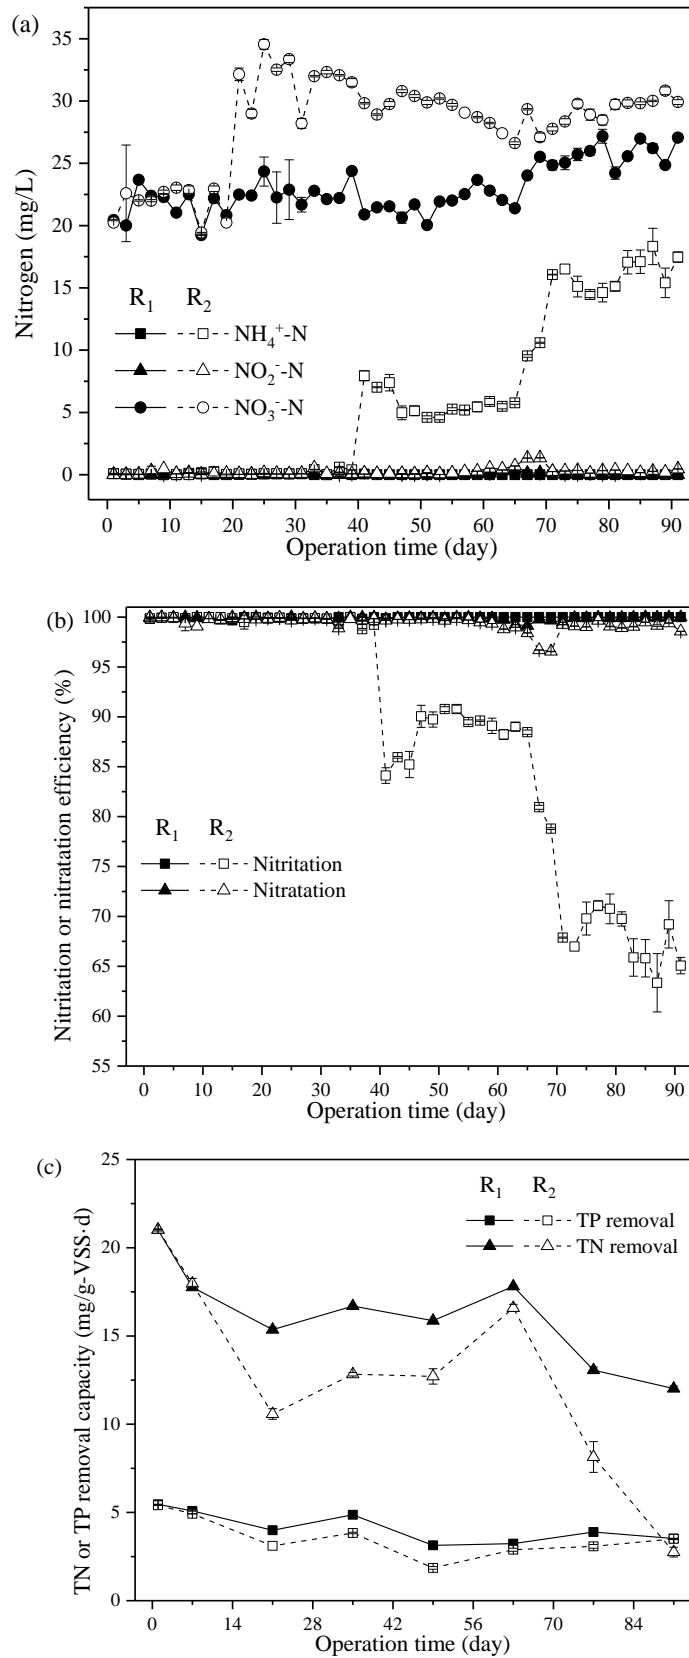 (a)
35
30
25
20
15
10
5
0
Nitrogen (mg/L)
R1 R2
NH4+-N
NO2--N
NO3--N
0 10 20 30 40 50 60 70 80 90
Operation time (day)
(b)
100
95
90
85
80
75
70
65
60
55
Nitritation or nitratation efficiency (%)
R1 R2
Nitritation
Nitratation
0 10 20 30 40 50 60 70 80 90
Operation time (day)
(c)
25
20
15
10
5
0
TN or TP removal capacity (mg/g-VSS·d)
R1 R2
TP removal
TN removal
0 14 28 42 56 70 84
Operation time (day)